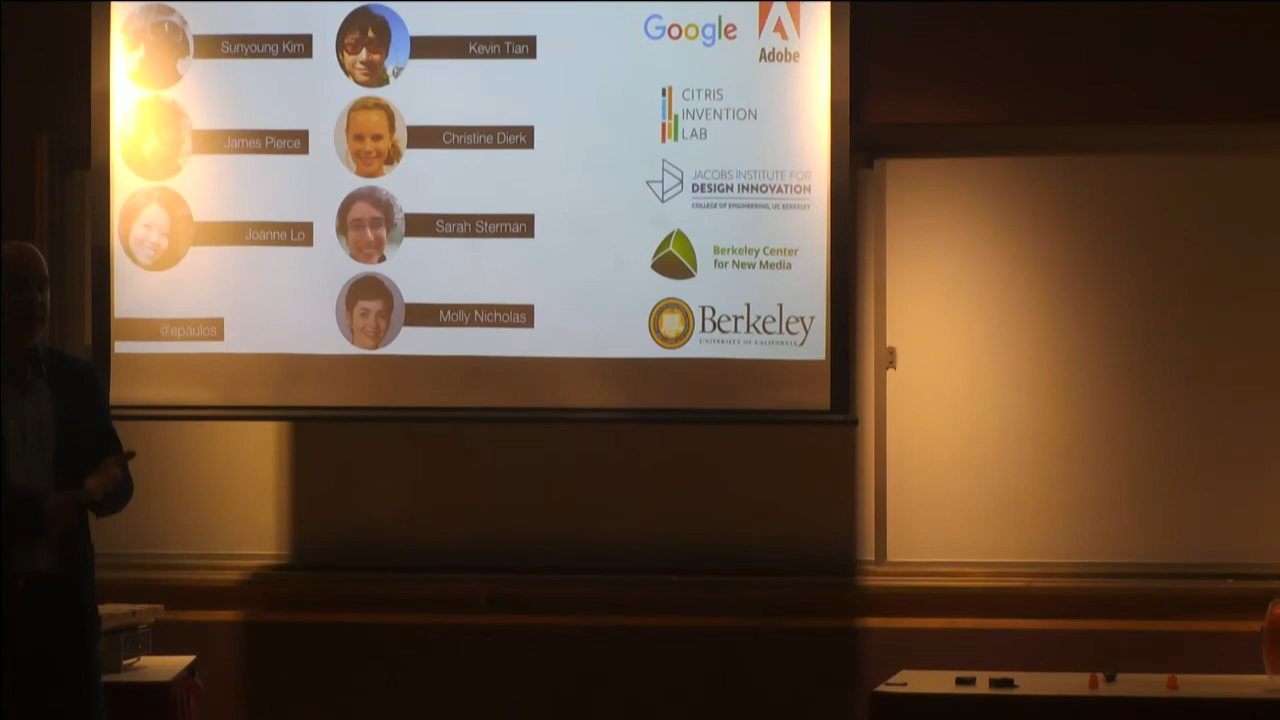 Sunyoung Kim
James Pierce
Joanne Lo
@epaulos
Kevin Tian
Christine Dierk
Sarah Sterman
Molly Nicholas
Google
Adobe
CITRIS
INVENTION
LAB
JACOBS INSTITUTE FOR
DESIGN INNOVATION
COLLEGE OF ENGINEERING, UC BERKELEY
Berkeley Center
for New Media
Berkeley
UNIVERSITY OF CALIFORNIA